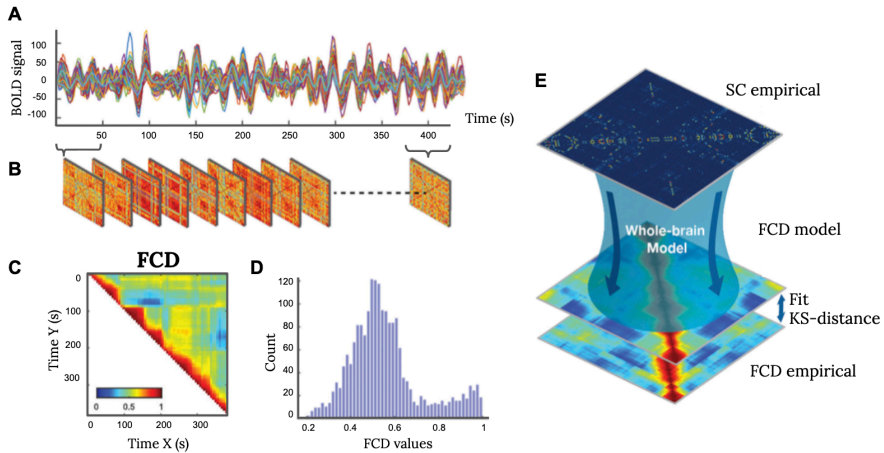 A
BOLD signal
100
50
0
-50
-100
50
100
150
200
250
300
350
400
Time (s)
B
C
FCD
Time Y (s)
0
100
200
300
0
0.5
1
0
100
200
300
Time X (s)
D
Count
120
100
80
60
40
20
0
0.2
0.4
0.6
0.8
1
FCD values
E
SC empirical
Whole-brain
Model
FCD model
Fit
KS-distance
FCD empirical